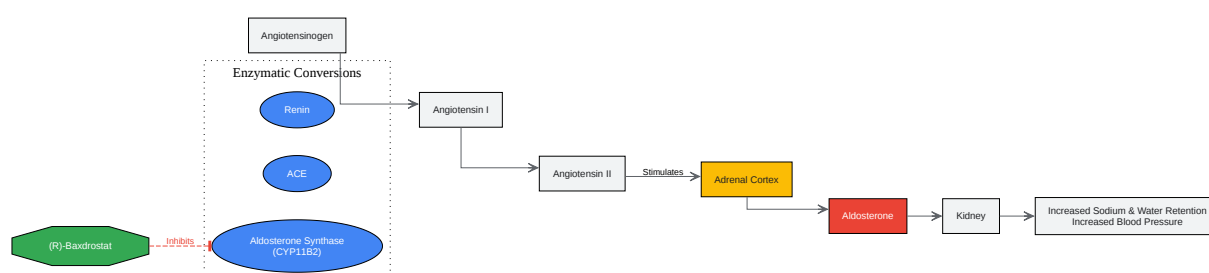 Angiotensinogen
Enzymatic Conversions
Renin
Angiotensin I
ACE
Angiotensin II
Stimulates
Adrenal Cortex
Aldosterone
Kidney
Increased Sodium & Water Retention
Increased Blood Pressure
(R)-Baxdrostat
Inhibits
Aldosterone Synthase
(CYP11B2)